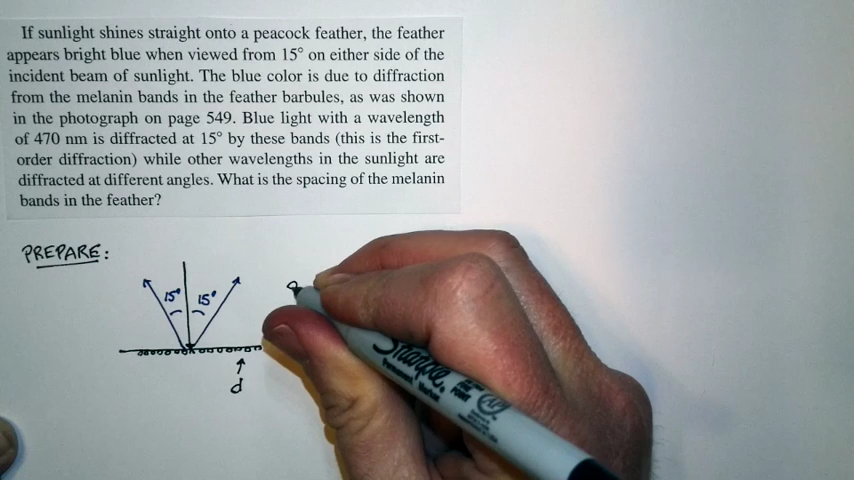 If sunlight shines straight onto a peacock feather, the feather
appears bright blue when viewed from 15° on either side of the
incident beam of sunlight. The blue color is due to diffraction
from the melanin bands in the feather barbules, as was shown
in the photograph on page 549. Blue light with a wavelength
of 470 nm is diffracted at 15° by these bands (this is the first-
order diffraction) while other wavelengths in the sunlight are
diffracted at different angles. What is the spacing of the melanin
bands in the feather?
PREPARE:
15° 15°
d
Sharpie
Permanent Marker